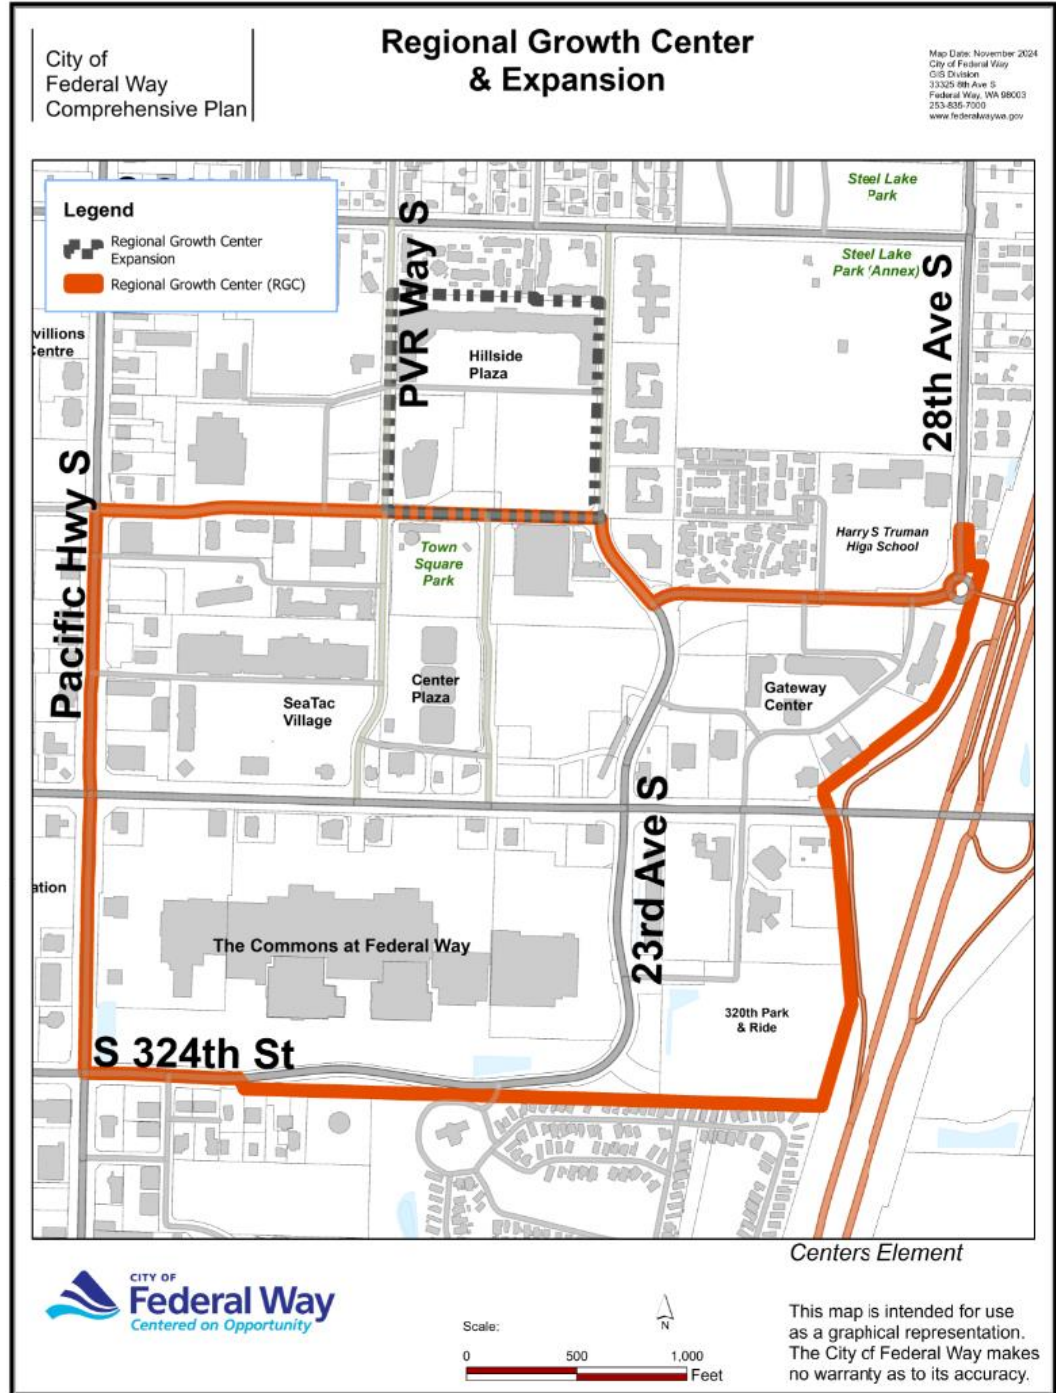 City of
Federal Way
Comprehensive Plan
Regional Growth Center
& Expansion
Map Date: November 2024
City of Federal Way
GIS Division
33325 8th Ave S
Federal Way, WA 98003
253-835-7000
www.federalwaywa.gov
Legend
Regional Growth Center
Expansion
Regional Growth Center (RGC)
Steel Lake
Park
Steel Lake
Park (Annex)
PVR Way S
28th Ave S
villions
Centre
Hillside
Plaza
Pacific Hwy S
Town
Square
Park
Harry S Truman
High School
SeaTac
Village
Center
Plaza
Gateway
Center
23rd Ave S
ation
The Commons at Federal Way
320th Park
& Ride
S 324th St
Centers Element
CITY OF
Federal Way
Centered on Opportunity
Scale:
0 500 1,000
Feet
N
This map is intended for use
as a graphical representation.
The City of Federal Way makes
no warranty as to its accuracy.